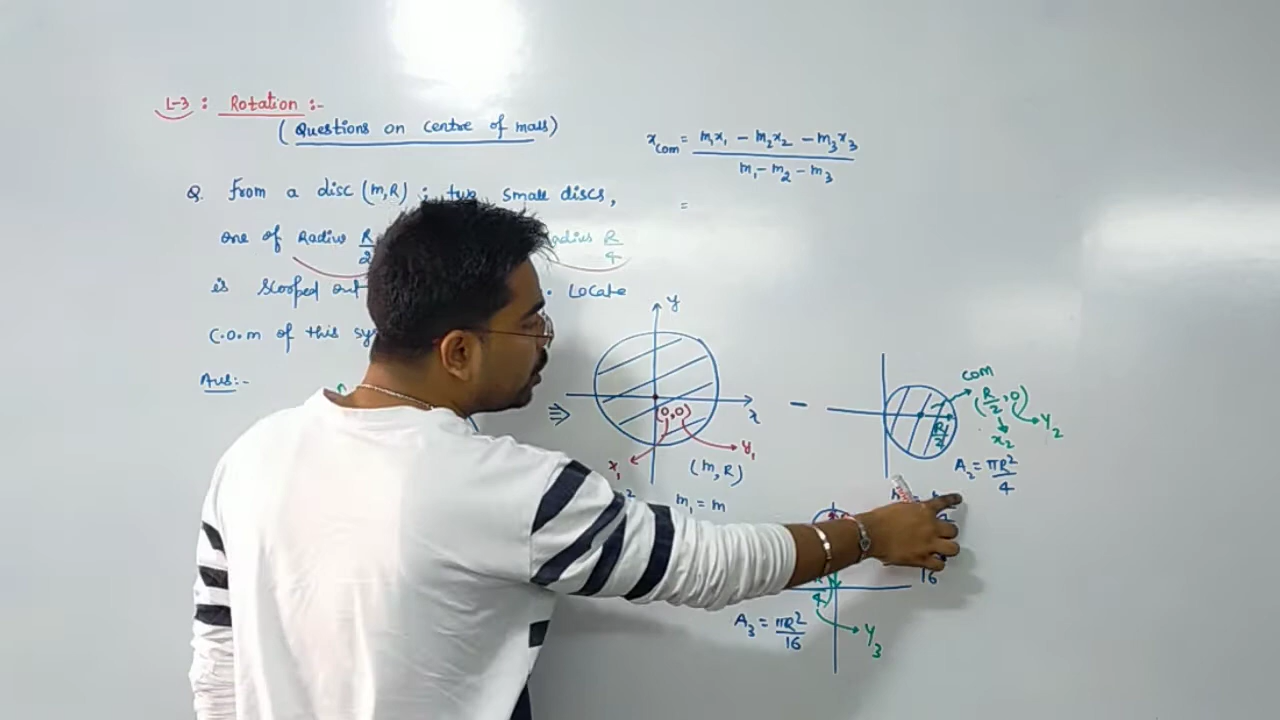 L-3 : Rotation :-
(Questions on centre of mass)
Q. From a disc (m,R) ; two small discs,
one of Radius R/2 radius R/4
is scooped out . Locate
C.O.m of this
Ans:-
x_com = m₁x₁ - m₂x₂ - m₃x₃ / m₁ - m₂ - m₃
=
y
x
(0,0)
x₁
y₁
(m,R)
m₁ = m
-
com
(R/2, 0)
x₂
y₂
A₂ = πR²/4
16
A₃ = πR²/16
y₃